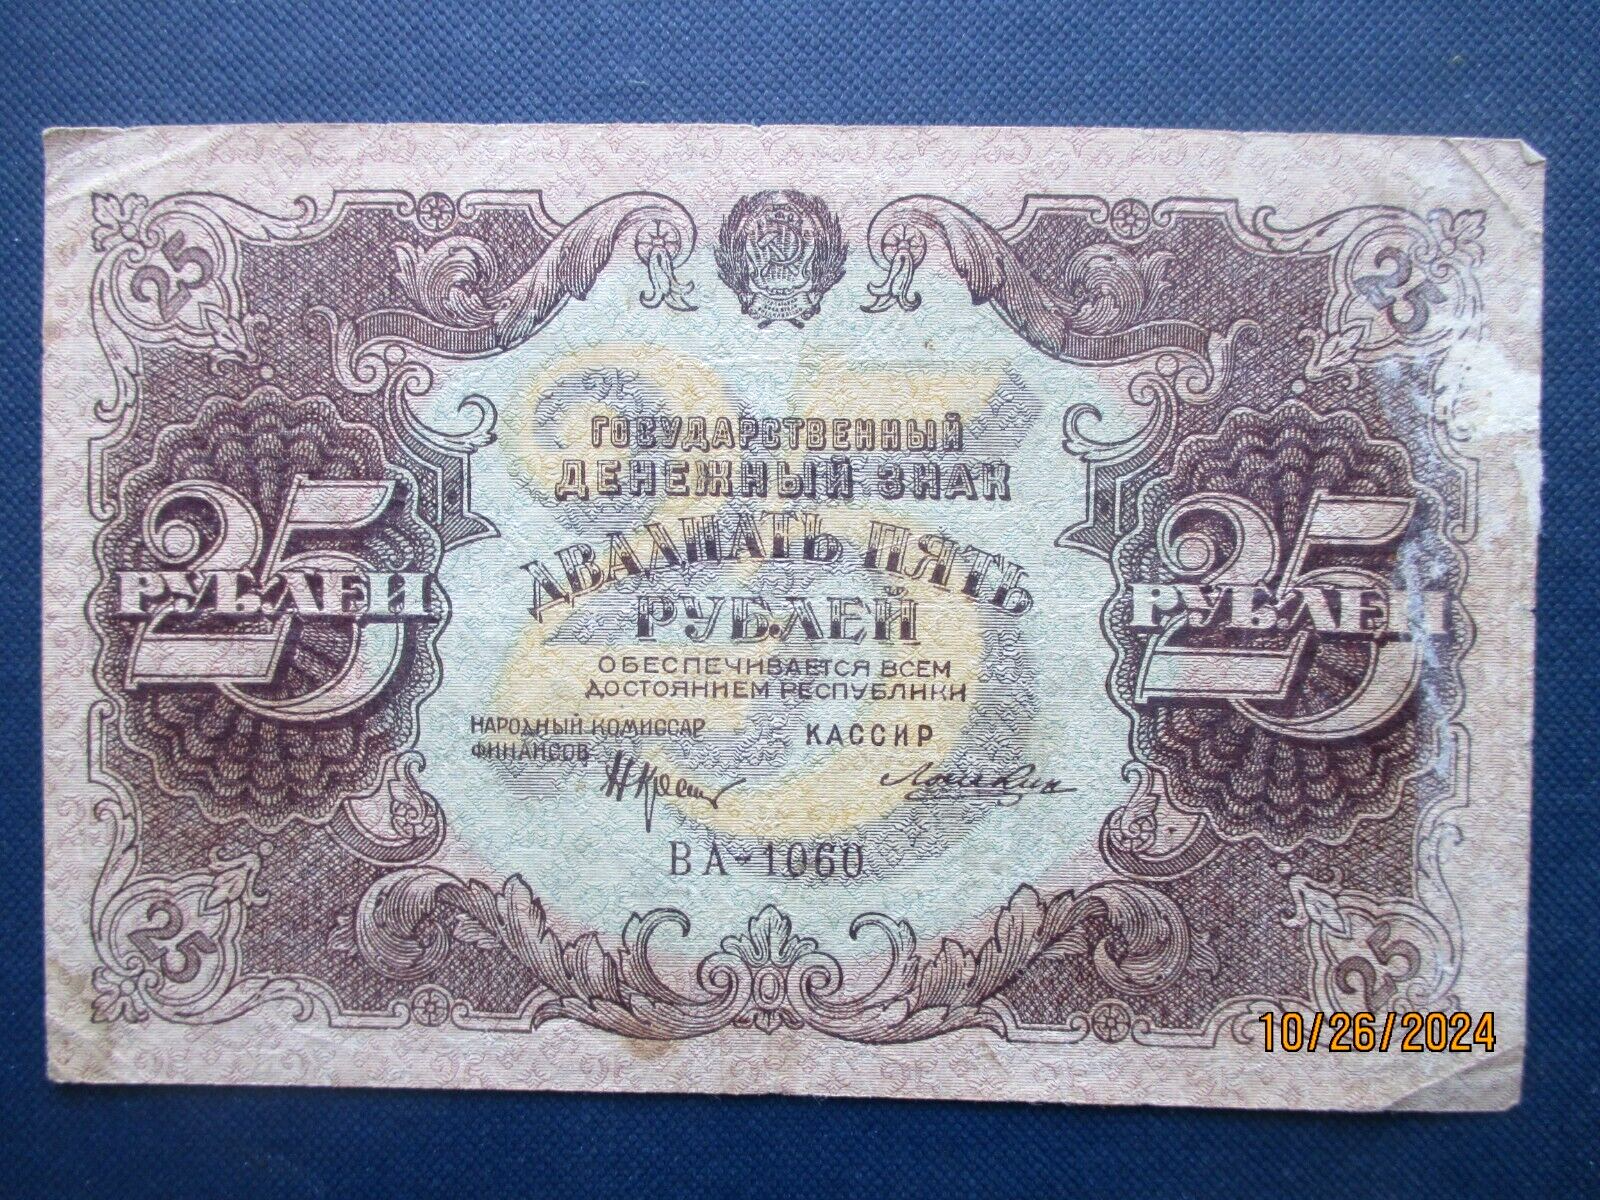 25
25
ГОСУДАРСТВЕННЫЙ
ДЕНЕЖНЫЙ ЗНАК
ДВАДЦАТЬ ПЯТЬ
РУБЛЕЙ
25
РУБЛЕЙ
25
РУБЛЕЙ
ОБЕСПЕЧИВАЕТСЯ ВСЕМ
ДОСТОЯНИЕМ РЕСПУБЛИКИ
НАРОДНЫЙ КОМИССАР
ФИНАНСОВ
КАССИР
ВА-1060
25
25
10/26/2024